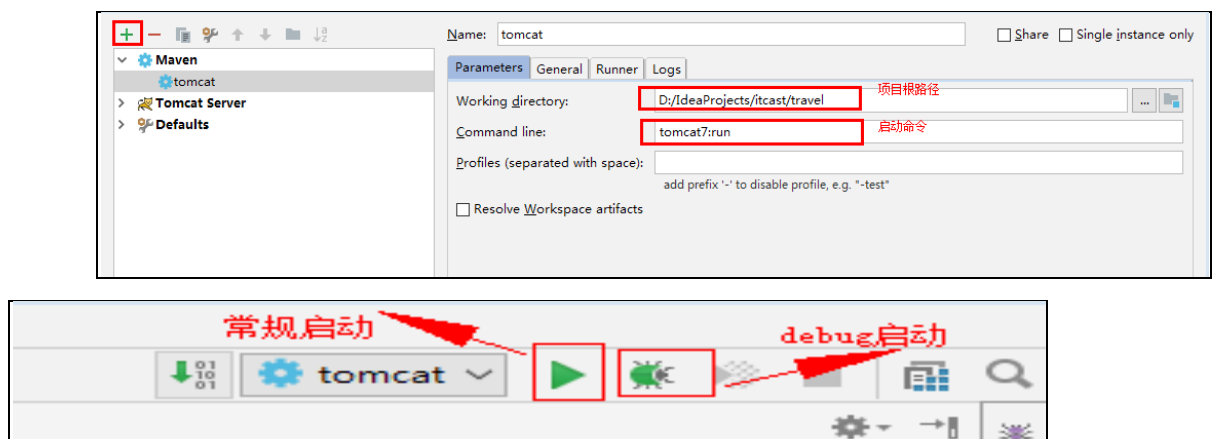 Name: tomcat
Share
Single instance only
Maven
tomcat
Tomcat Server
Defaults
Parameters General Runner Logs
Working directory: D:/IdeaProjects/itcast/travel ...
项目根路径
Command line: tomcat7:run
启动命令
Profiles (separated with space):
add prefix '-' to disable profile, e.g. "-test"
Resolve Workspace artifacts
常规启动
debug启动
tomcat